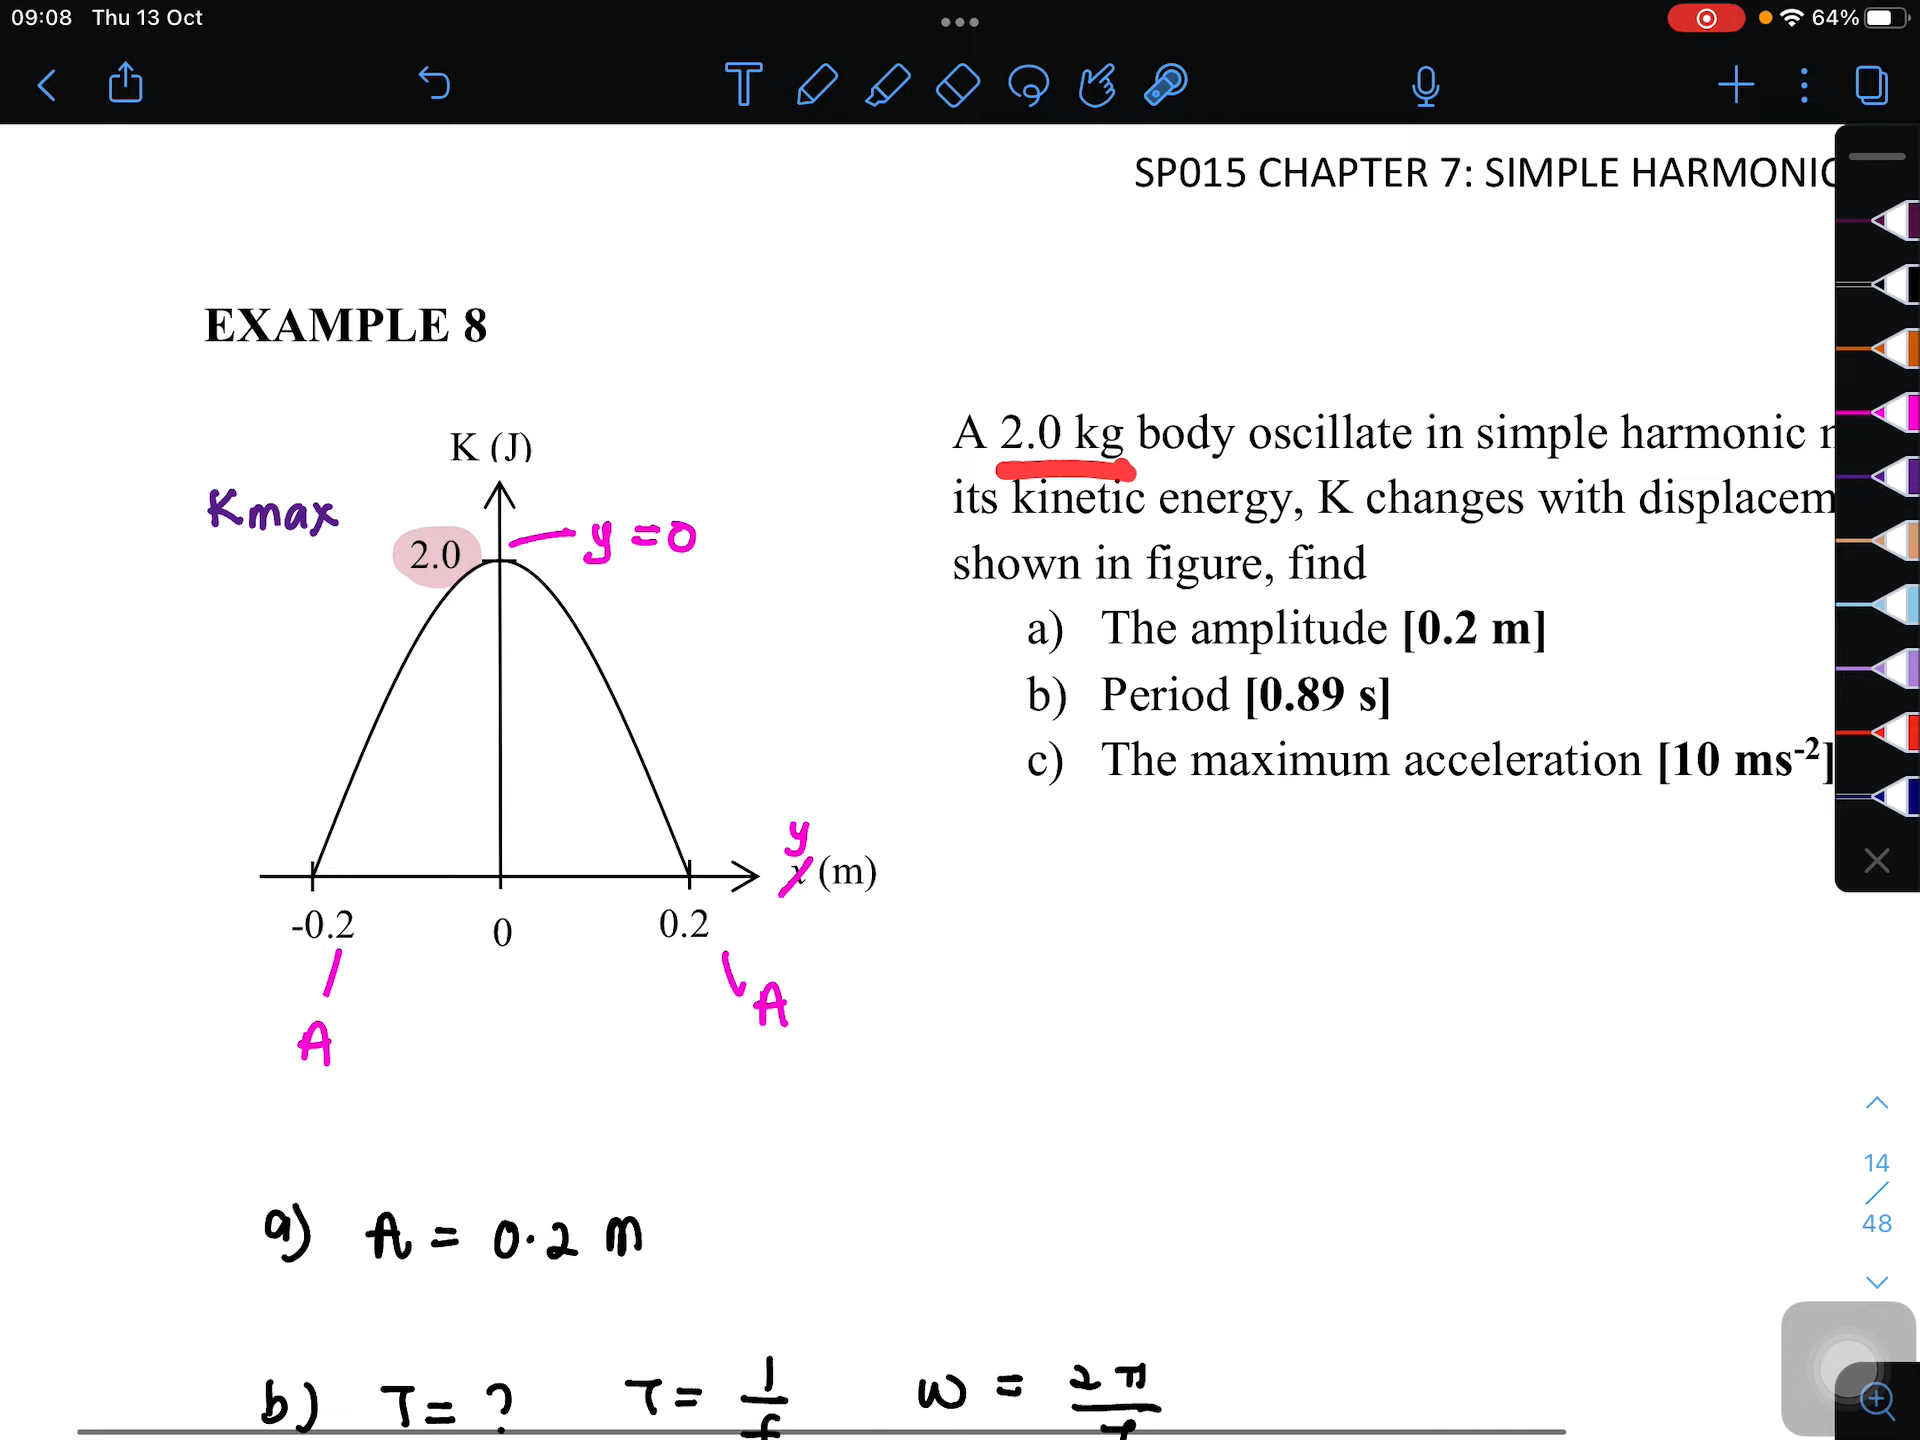 09:08 Thu 13 Oct
64%
SP015 CHAPTER 7: SIMPLE HARMONIC
EXAMPLE 8
K (J)
Kmax
2.0
y = 0
y
x (m)
-0.2
0
0.2
A
A
A 2.0 kg body oscillate in simple harmonic
its kinetic energy, K changes with displacem
shown in figure, find
a) The amplitude [0.2 m]
b) Period [0.89 s]
c) The maximum acceleration [10 ms⁻²]
a) A = 0.2 m
b) T = ? T = 1/f ω = 2π/T
14
/
48